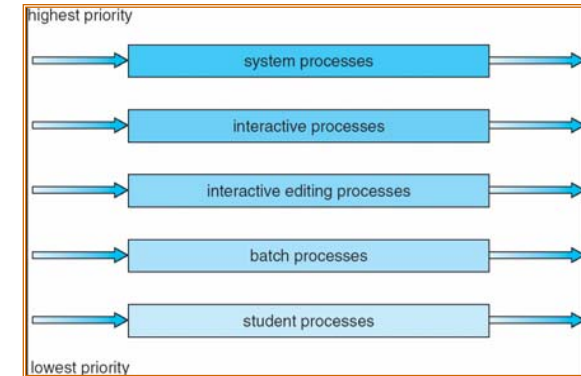 highest priority
system processes
interactive processes
interactive editing processes
batch processes
student processes
lowest priority